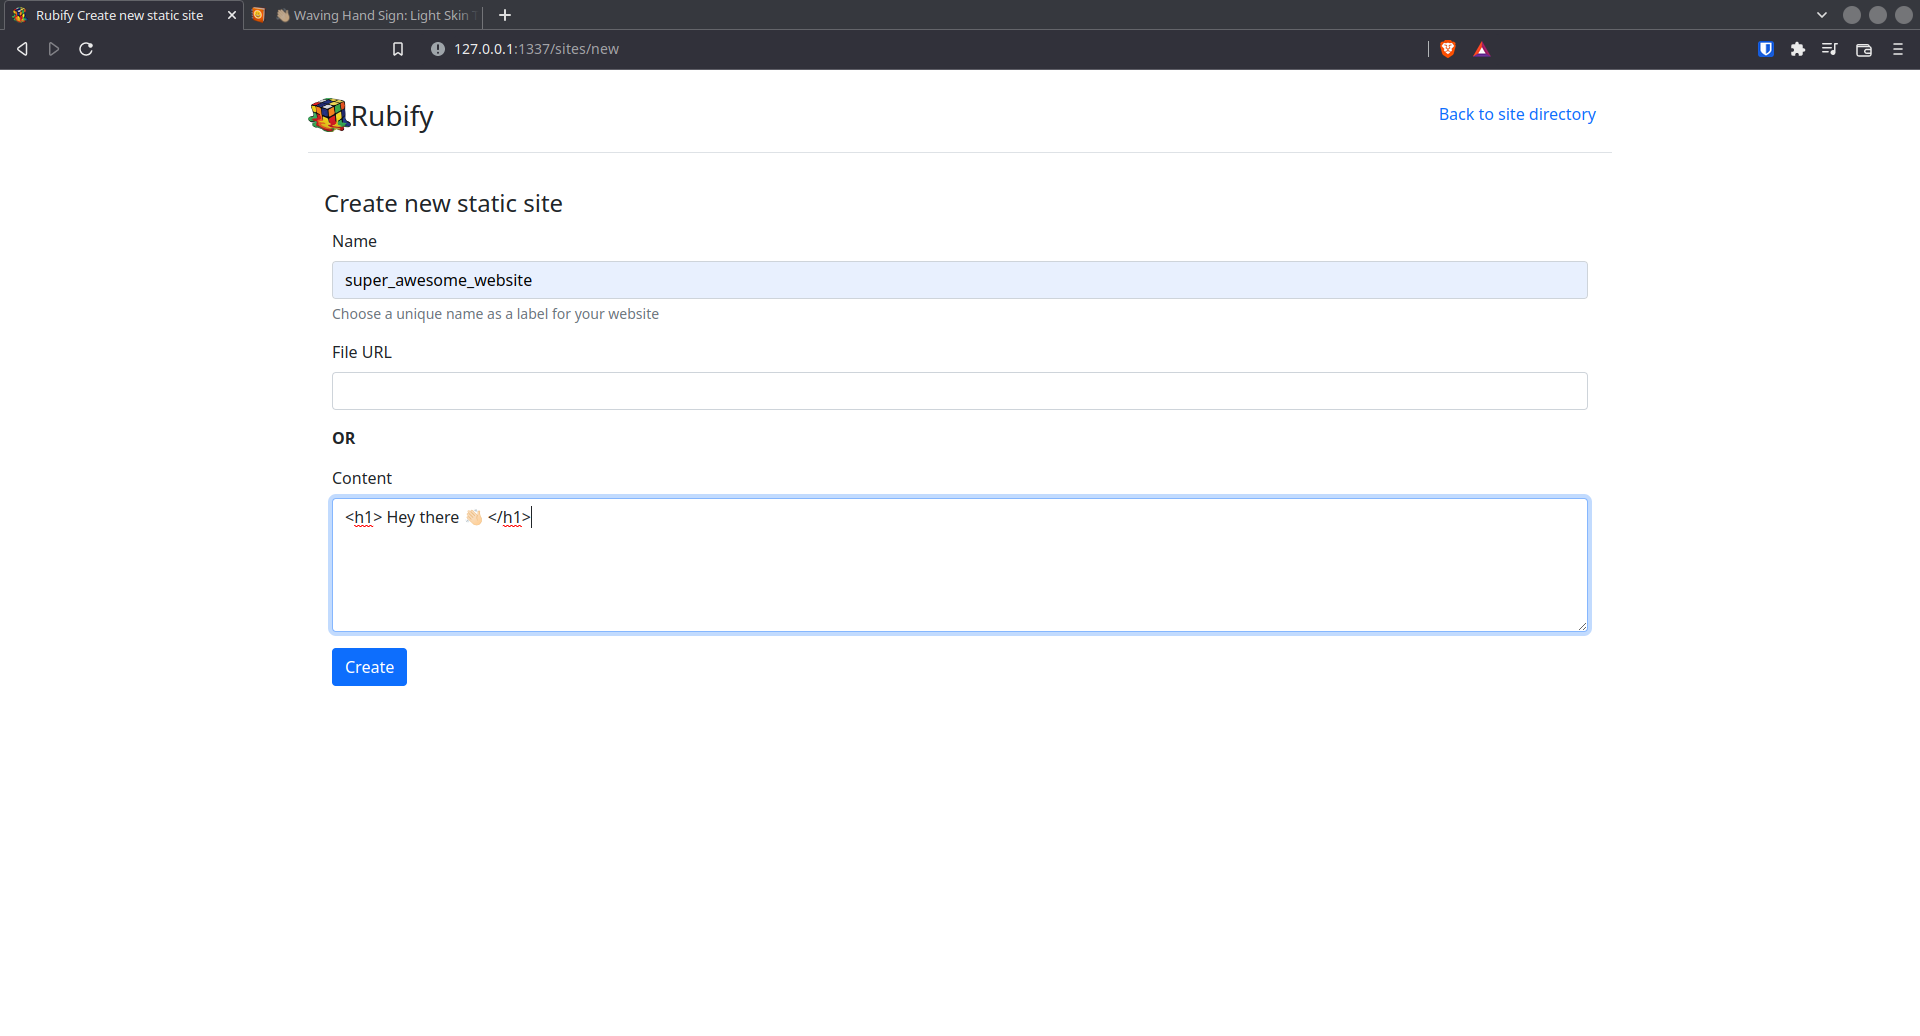 Rubify Create new static site
👋🏻 Waving Hand Sign: Light Skin
127.0.0.1:1337/sites/new
Rubify
Back to site directory
Create new static site
Name
super_awesome_website
Choose a unique name as a label for your website
File URL
OR
Content
<h1> Hey there 👋🏻 </h1>
Create